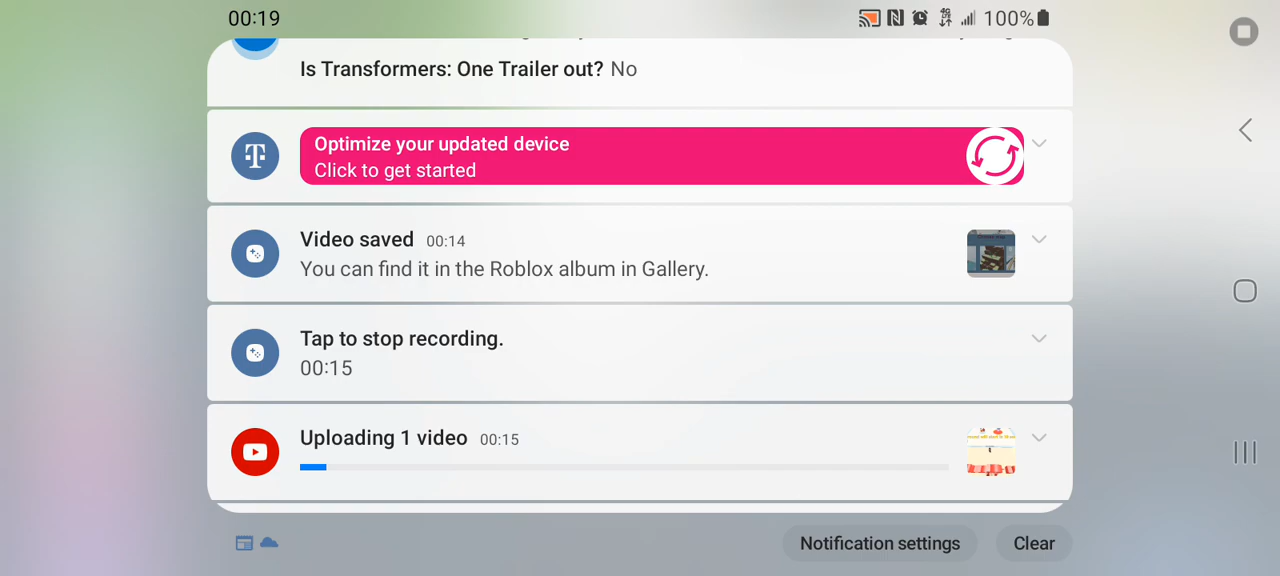 00:19
4G
100%
Is Transformers: One Trailer out? No
T
Optimize your updated device
Click to get started
Video saved 00:14
You can find it in the Roblox album in Gallery.
Tap to stop recording.
00:15
Uploading 1 video 00:15
Notification settings
Clear